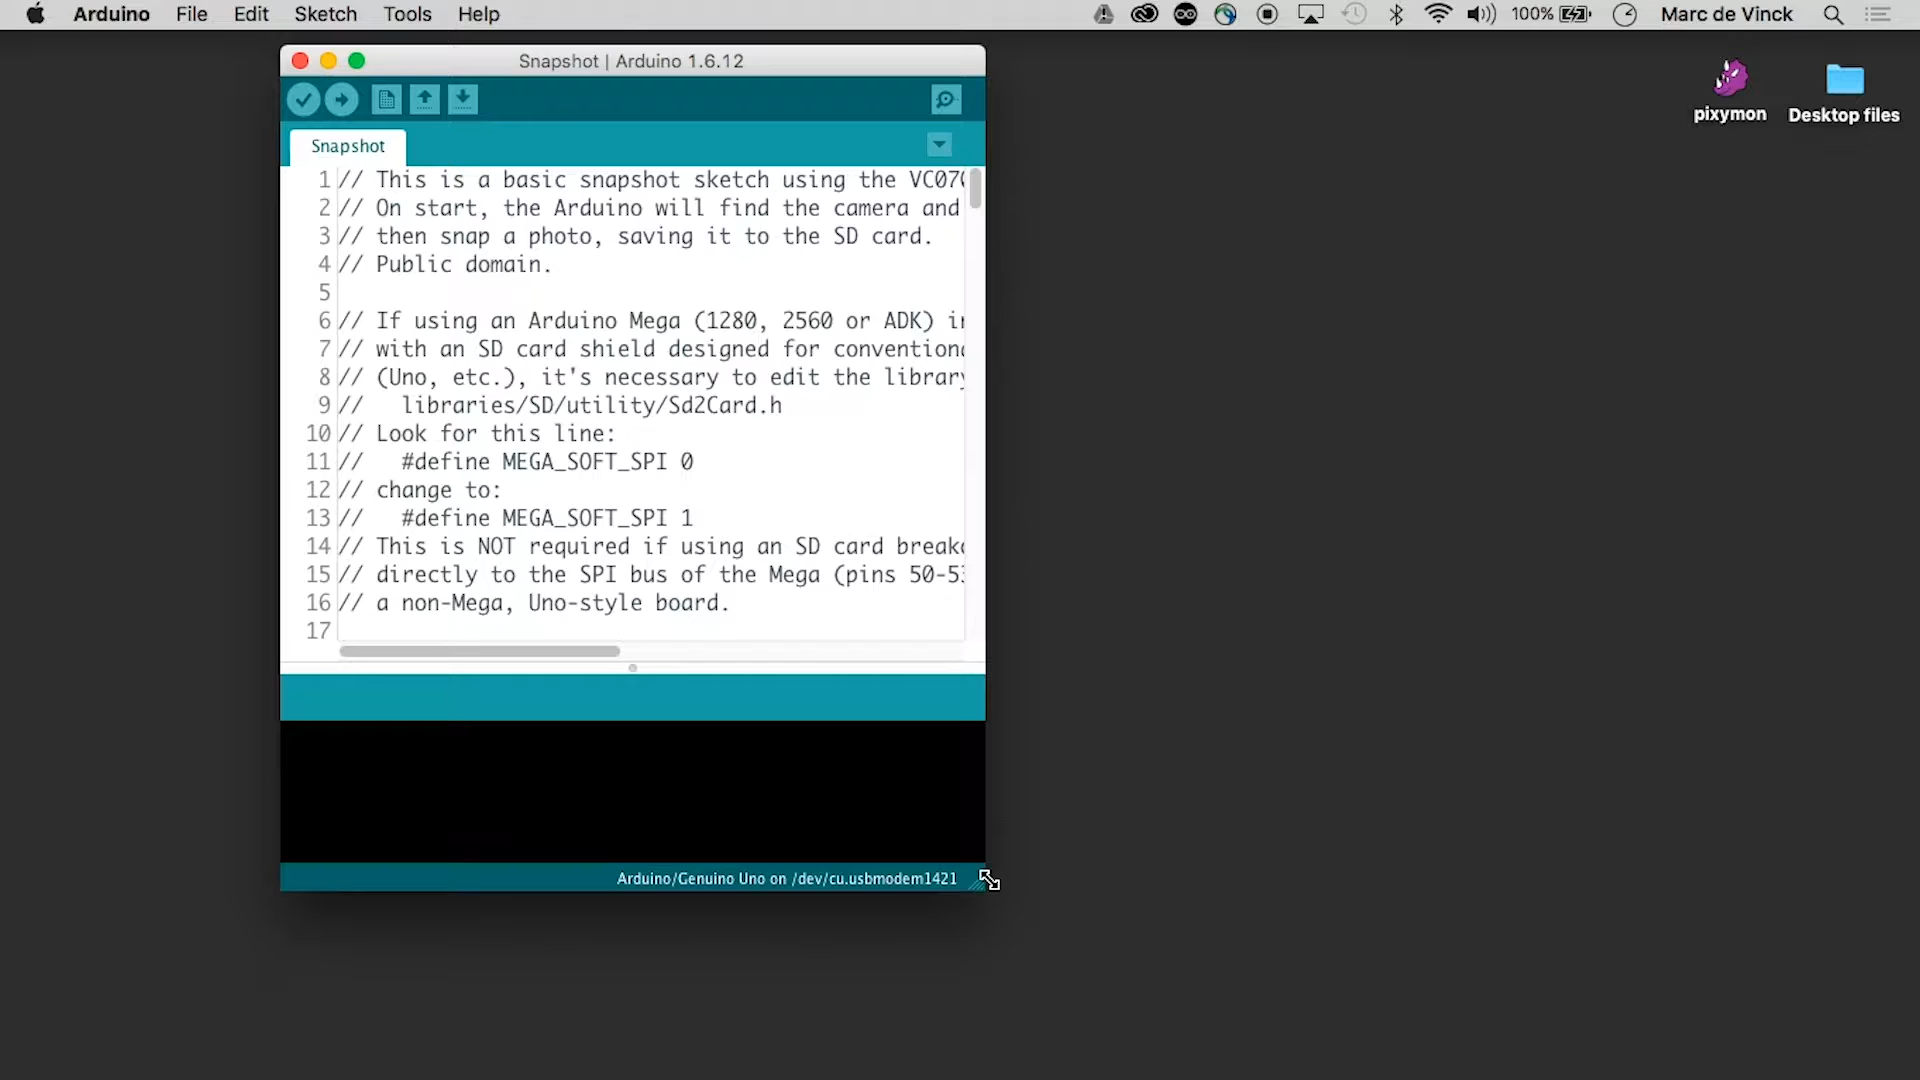 Arduino File Edit Sketch Tools Help 100% Marc de Vinck
Snapshot | Arduino 1.6.12
pixymon
Desktop files
Snapshot
1 // This is a basic snapshot sketch using the
2 // On start, the Arduino will find the camera and
3 // then snap a photo, saving it to the SD card.
4 // Public domain.
5
6 // If using an Arduino Mega (1280, 2560 or ADK)
7 // with an SD card shield designed for
8 // (Uno, etc.), it's necessary to edit the library
9 // libraries/SD/utility/Sd2Card.h
10 // Look for this line:
11 // #define MEGA_SOFT_SPI 0
12 // change to:
13 // #define MEGA_SOFT_SPI 1
14 // This is NOT required if using an SD card
15 // directly to the SPI bus of the Mega (pins
16 // a non-Mega, Uno-style board.
17
Arduino/Genuino Uno on /dev/cu.usbmodem1421